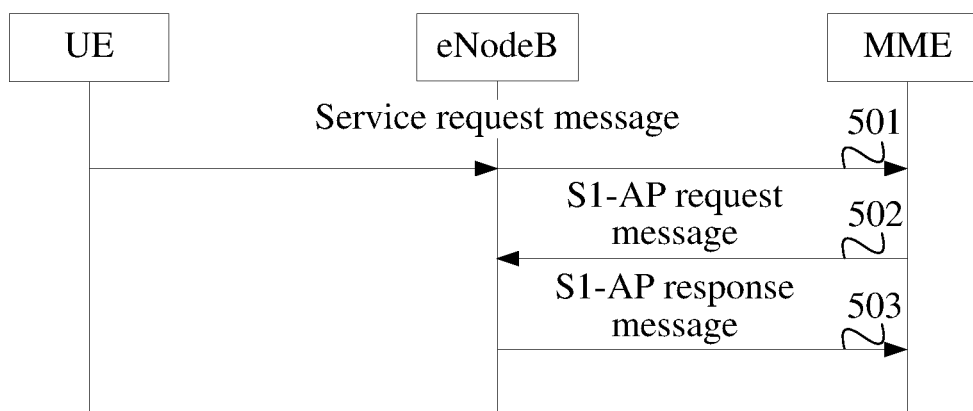 UE
eNodeB
MME
Service request message
501
S1-AP request
message
502
S1-AP response
message
503